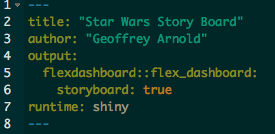 1 ---
2 title: "Star Wars Story Board"
3 author: "Geoffrey Arnold"
4 output:
5   flexdashboard::flex_dashboard:
6     storyboard: true
7 runtime: shiny
8 ---